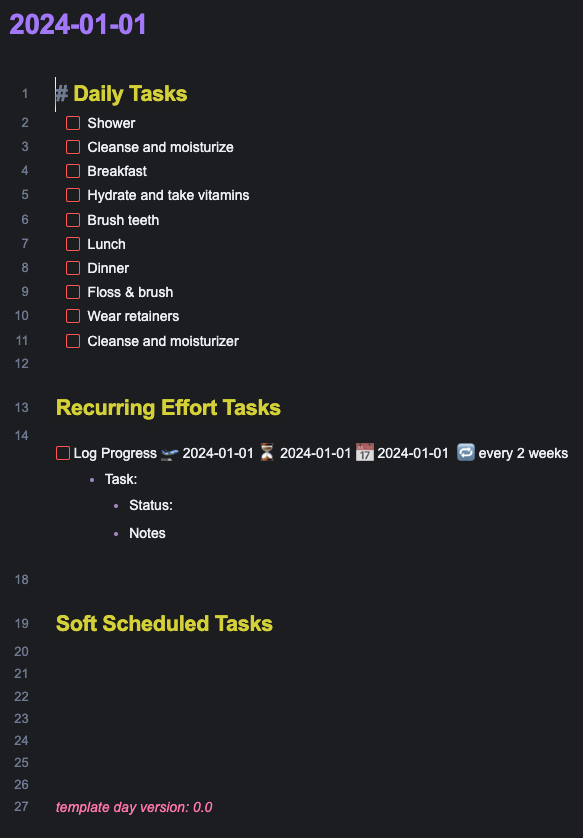 2024-01-01
1 # Daily Tasks
2 Shower
3 Cleanse and moisturize
4 Breakfast
5 Hydrate and take vitamins
6 Brush teeth
7 Lunch
8 Dinner
9 Floss & brush
10 Wear retainers
11 Cleanse and moisturizer
12
13 Recurring Effort Tasks
14
Log Progress 🛫 2024-01-01 ⏳ 2024-01-01 📅 2024-01-01 🔁 every 2 weeks
• Task:
• Status:
• Notes
18
19 Soft Scheduled Tasks
20
21
22
23
24
25
26
27 template day version: 0.0